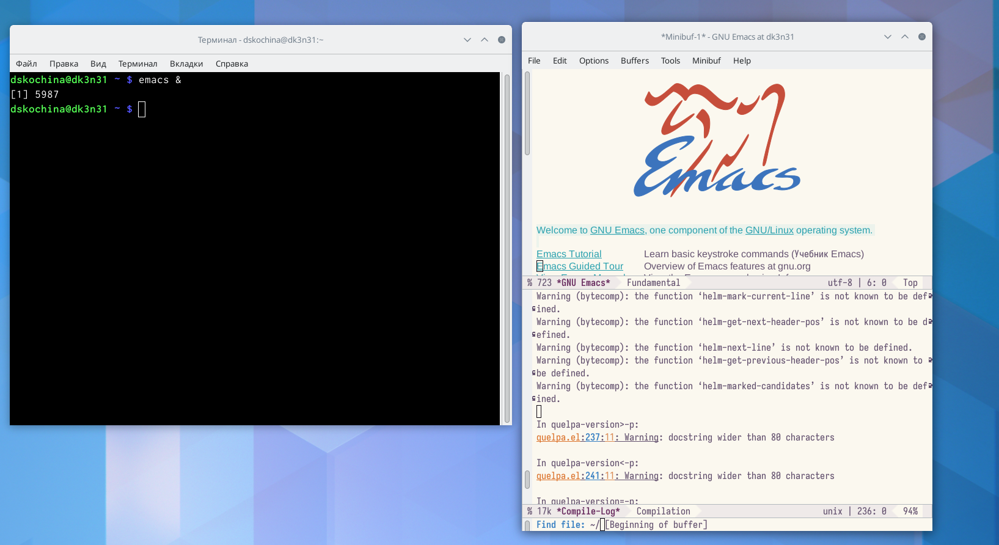 Терминал - dskochina@dk3n31:~
Файл Правка Вид Терминал Вкладки Справка
dskochina@dk3n31 ~ $ emacs &
[1] 5987
dskochina@dk3n31 ~ $
*Minibuf-1* - GNU Emacs at dk3n31
File Edit Options Buffers Tools Minibuf Help
Emacs
Welcome to GNU Emacs, one component of the GNU/Linux operating system.
Emacs Tutorial Learn basic keystroke commands (Учебник Emacs)
Emacs Guided Tour Overview of Emacs features at gnu.org
% 723 *GNU Emacs* Fundamental utf-8 | 6: 0 Top
Warning (bytecomp): the function ‘helm-mark-current-line’ is not known to be def
ined.
Warning (bytecomp): the function ‘helm-get-next-header-pos’ is not known to be d
efined.
Warning (bytecomp): the function ‘helm-next-line’ is not known to be defined.
Warning (bytecomp): the function ‘helm-get-previous-header-pos’ is not known to
be defined.
Warning (bytecomp): the function ‘helm-marked-candidates’ is not known to be def
ined.
In quelpa-version>-p:
quelpa.el:237:11: Warning: docstring wider than 80 characters
In quelpa-version<-p:
quelpa.el:241:11: Warning: docstring wider than 80 characters
In quelpa-version=-p:
% 17k *Compile-Log* Compilation unix | 236: 0 94%
Find file: ~/ [Beginning of buffer]